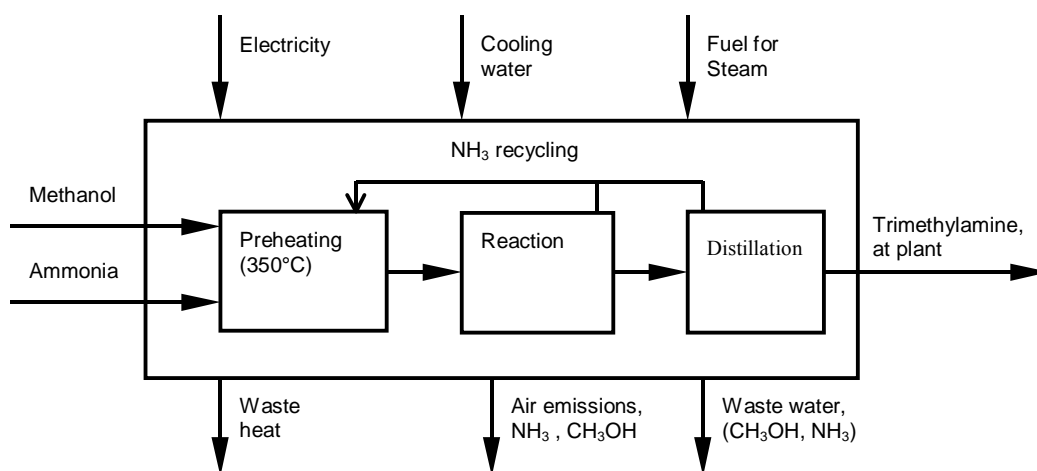 Electricity
Cooling
water
Fuel for
Steam
NH₃ recycling
Methanol
Ammonia
Preheating
(350°C)
Reaction
Distillation
Trimethylamine,
at plant
Waste
heat
Air emissions,
NH₃ , CH₃OH
Waste water,
(CH₃OH, NH₃)